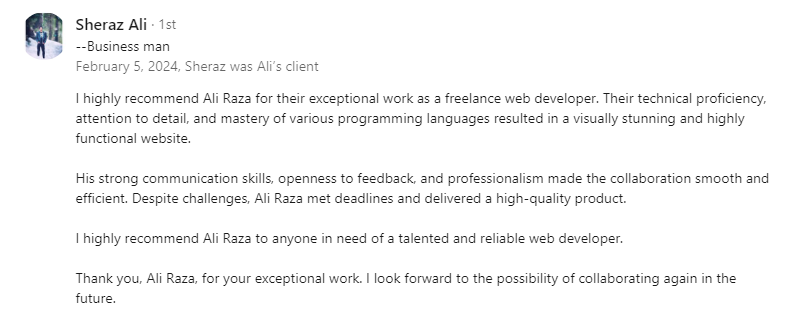 Sheraz Ali · 1st
--Business man
February 5, 2024, Sheraz was Ali's client
I highly recommend Ali Raza for their exceptional work as a freelance web developer. Their technical proficiency,
attention to detail, and mastery of various programming languages resulted in a visually stunning and highly
functional website.
His strong communication skills, openness to feedback, and professionalism made the collaboration smooth and
efficient. Despite challenges, Ali Raza met deadlines and delivered a high-quality product.
I highly recommend Ali Raza to anyone in need of a talented and reliable web developer.
Thank you, Ali Raza, for your exceptional work. I look forward to the possibility of collaborating again in the
future.